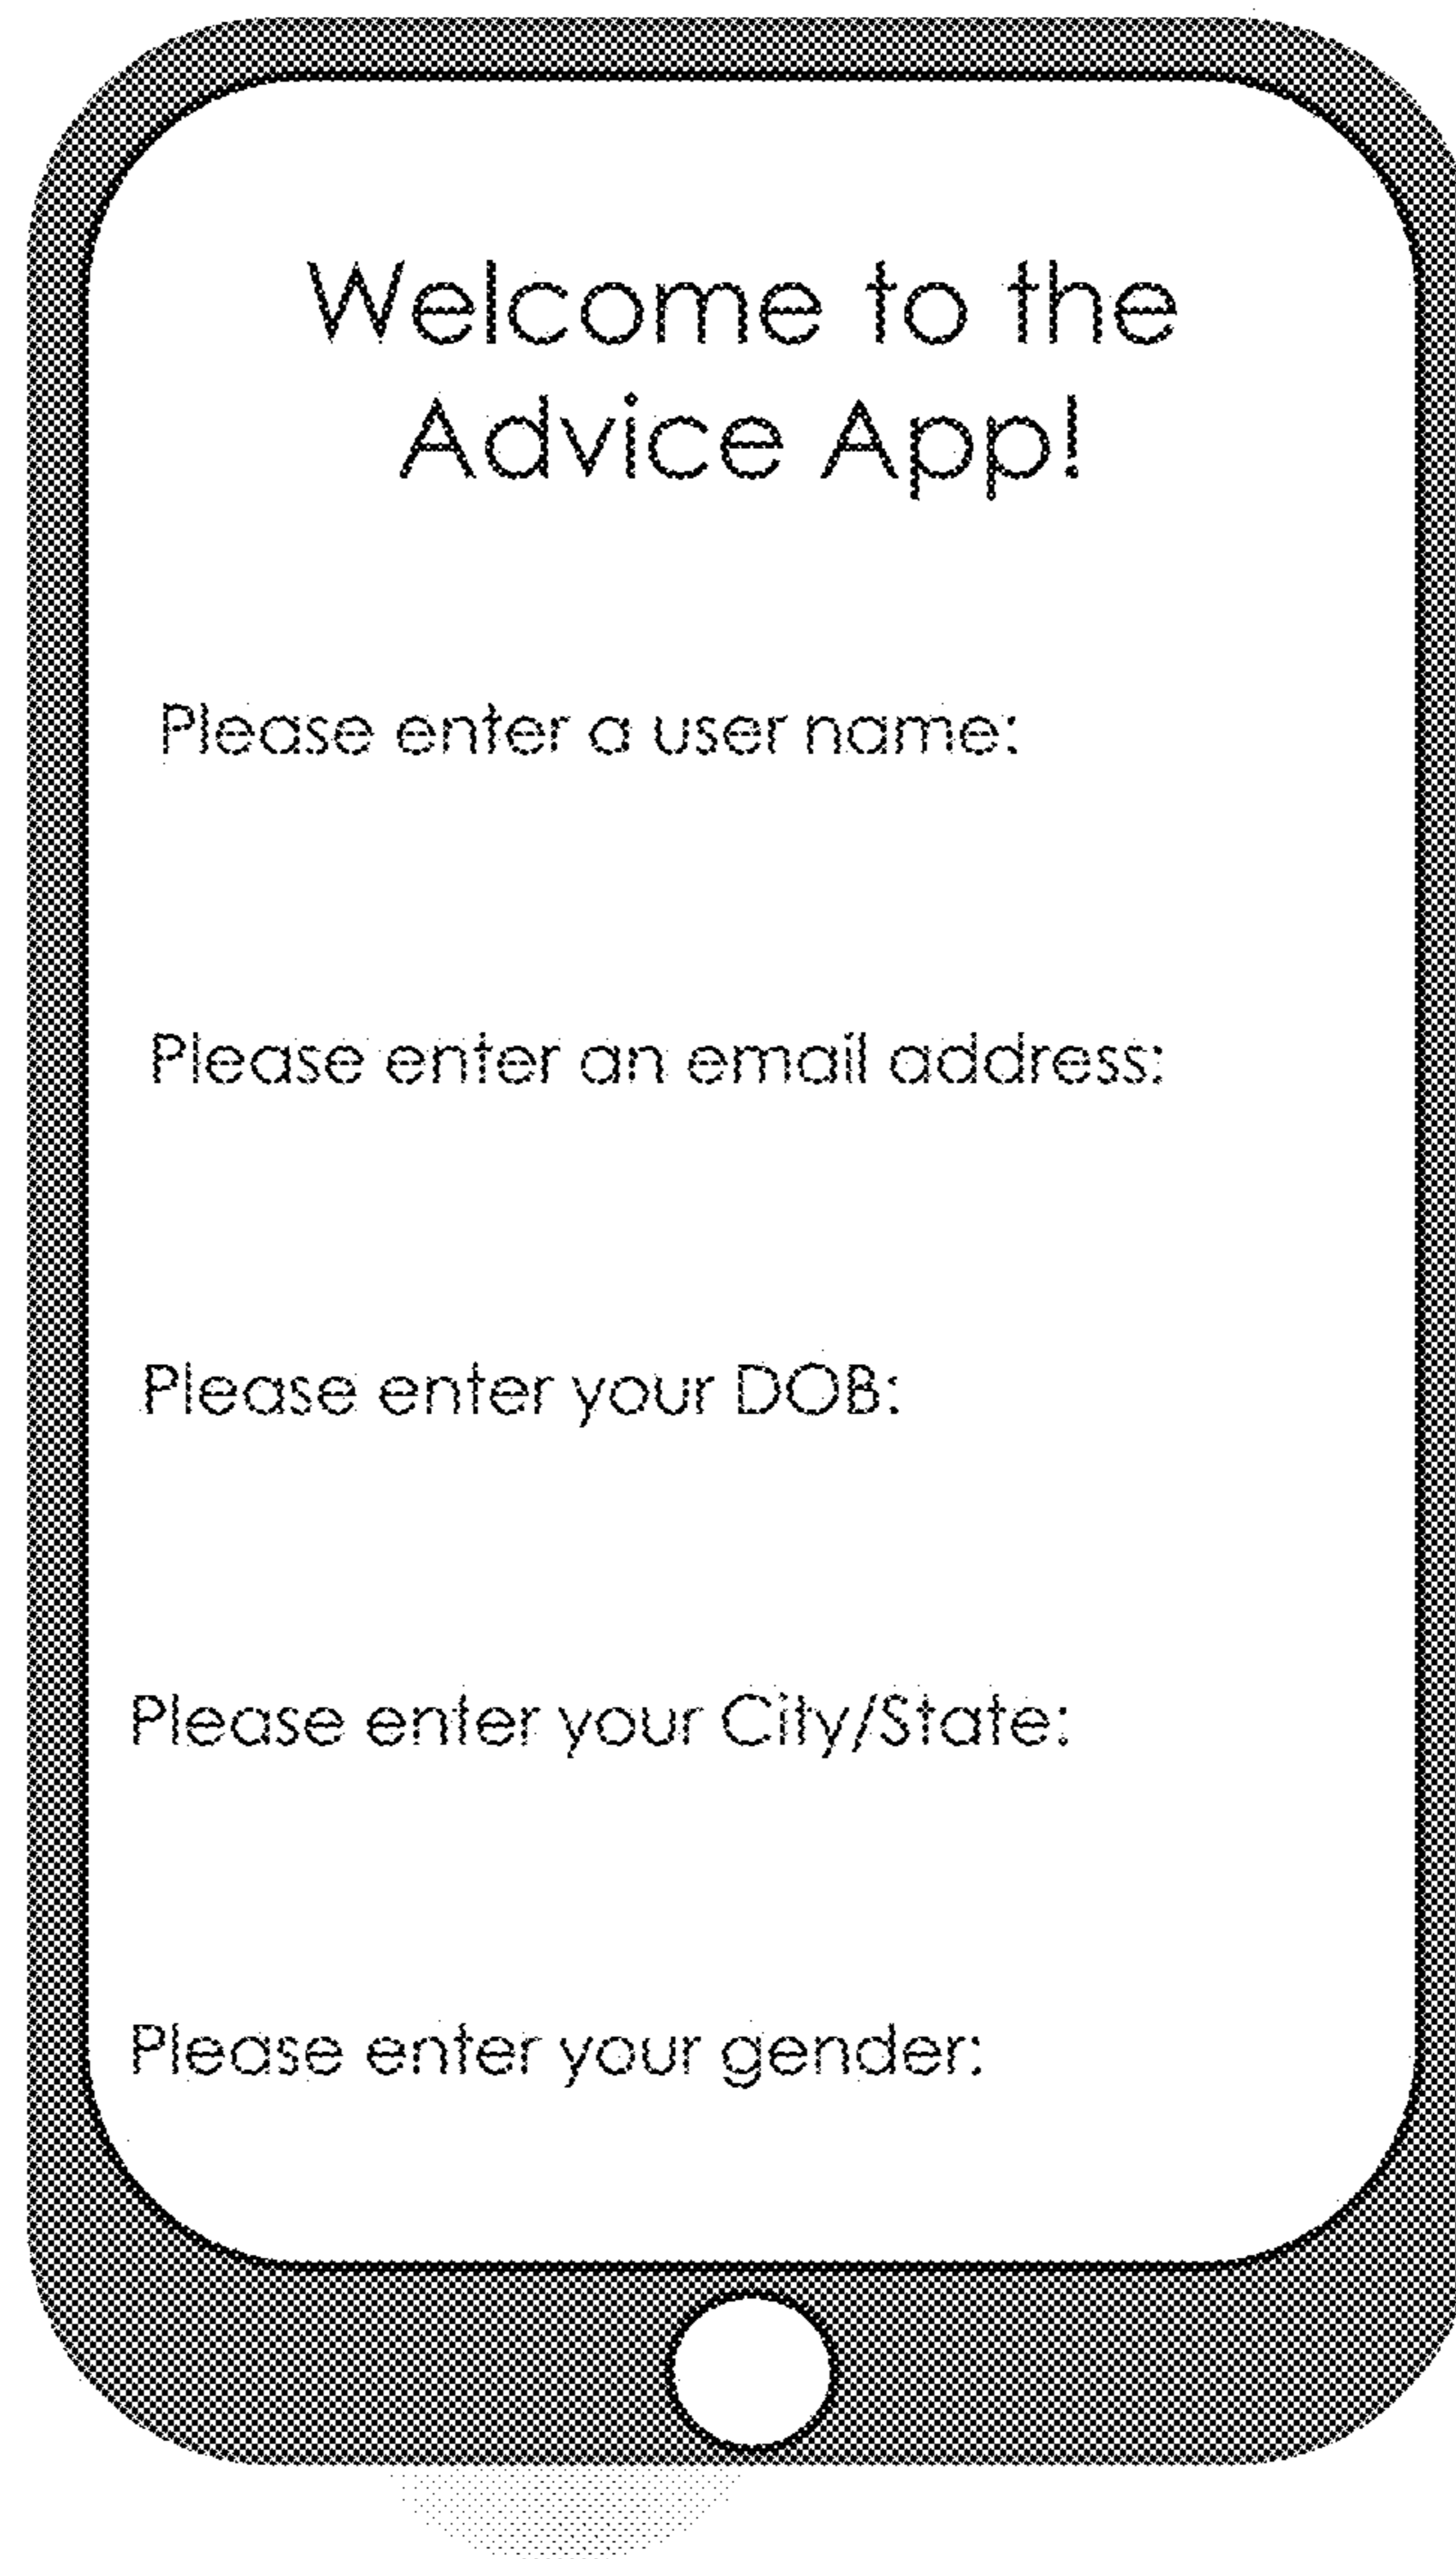 Welcome to the
Advice App!
Please enter a user name:
Please enter an email address:
Please enter your DOB:
Please enter your City/State:
Please enter your gender: